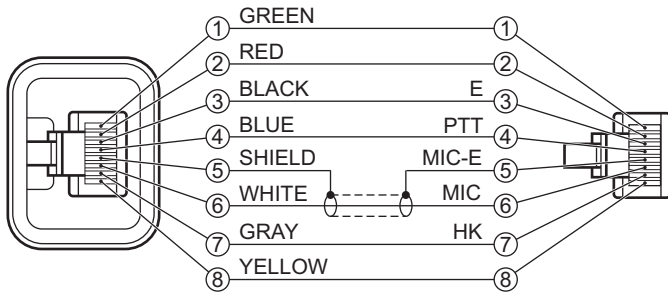 ① GREEN ①
② RED ②
③ BLACK E ③
④ BLUE PTT ④
⑤ SHIELD MIC-E ⑤
⑥ WHITE MIC ⑥
⑦ GRAY HK ⑦
⑧ YELLOW ⑧